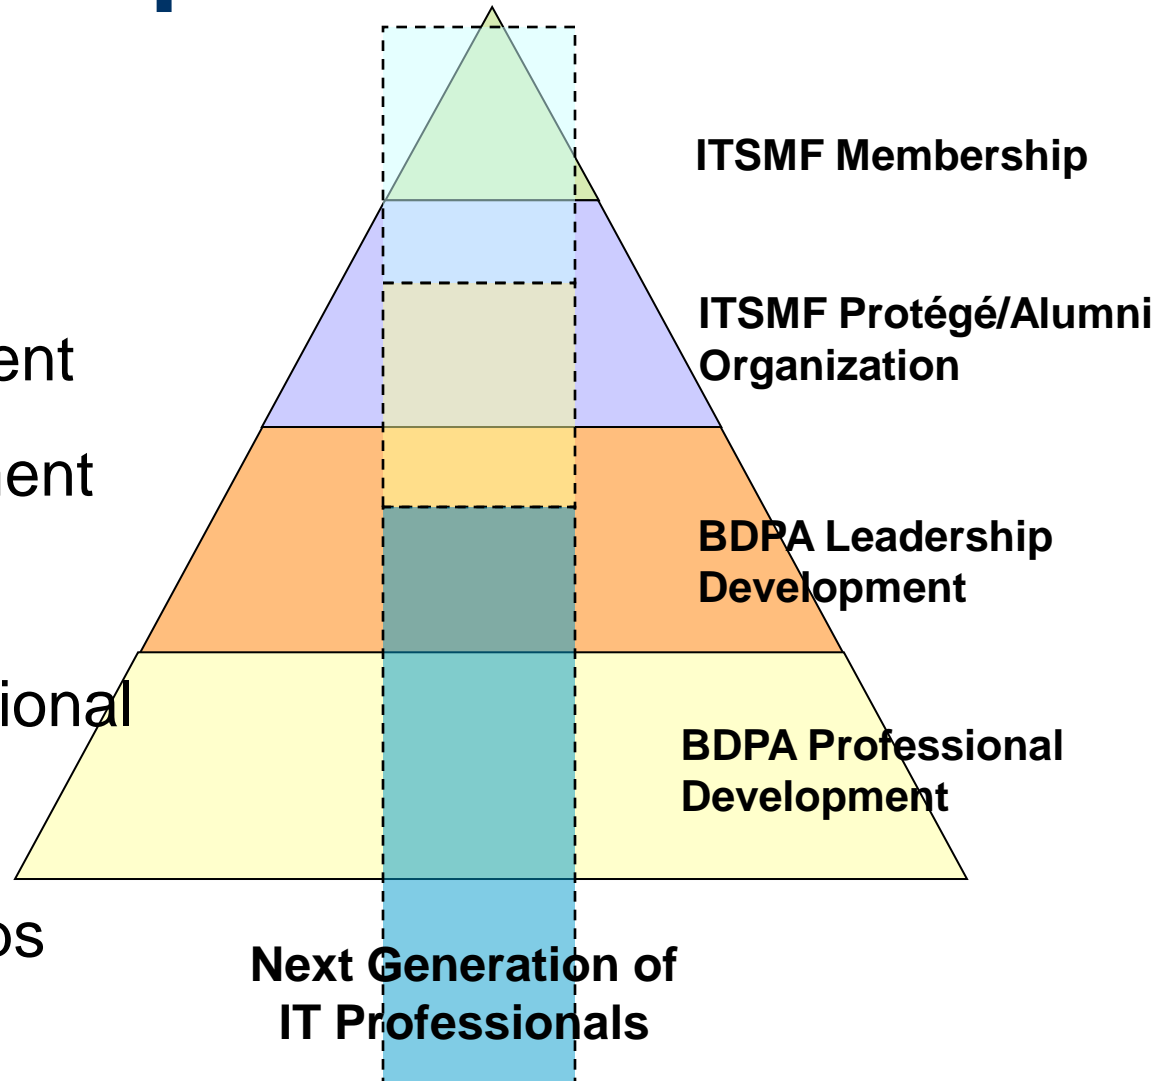 ITSMF Membership
ITSMF Protégé/Alumni
Organization
BDPA Leadership
Development
BDPA Professional
Development
Next Generation of
IT Professionals